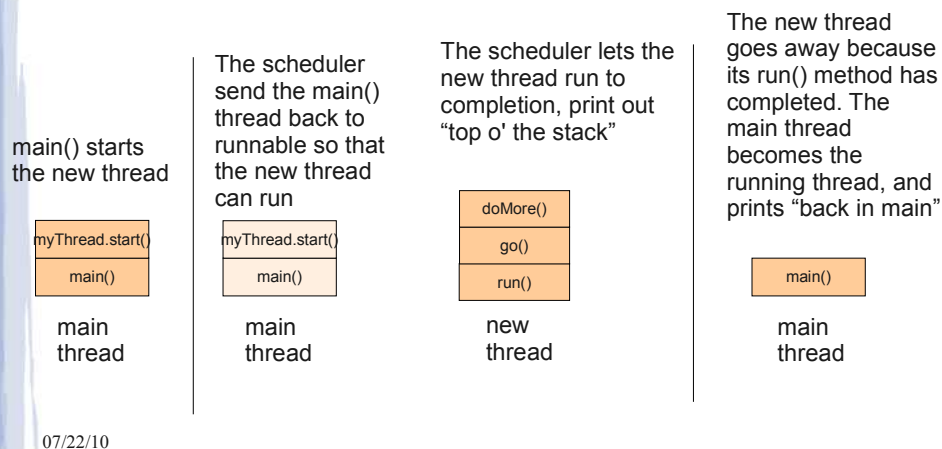 main() starts
the new thread
myThread.start()
main()
main
thread
The scheduler
send the main()
thread back to
runnable so that
the new thread
can run
myThread.start()
main()
main
thread
The scheduler lets the
new thread run to
completion, print out
“top o' the stack”
doMore()
go()
run()
new
thread
The new thread
goes away because
its run() method has
completed. The
main thread
becomes the
running thread, and
prints “back in main”
main()
main
thread
07/22/10